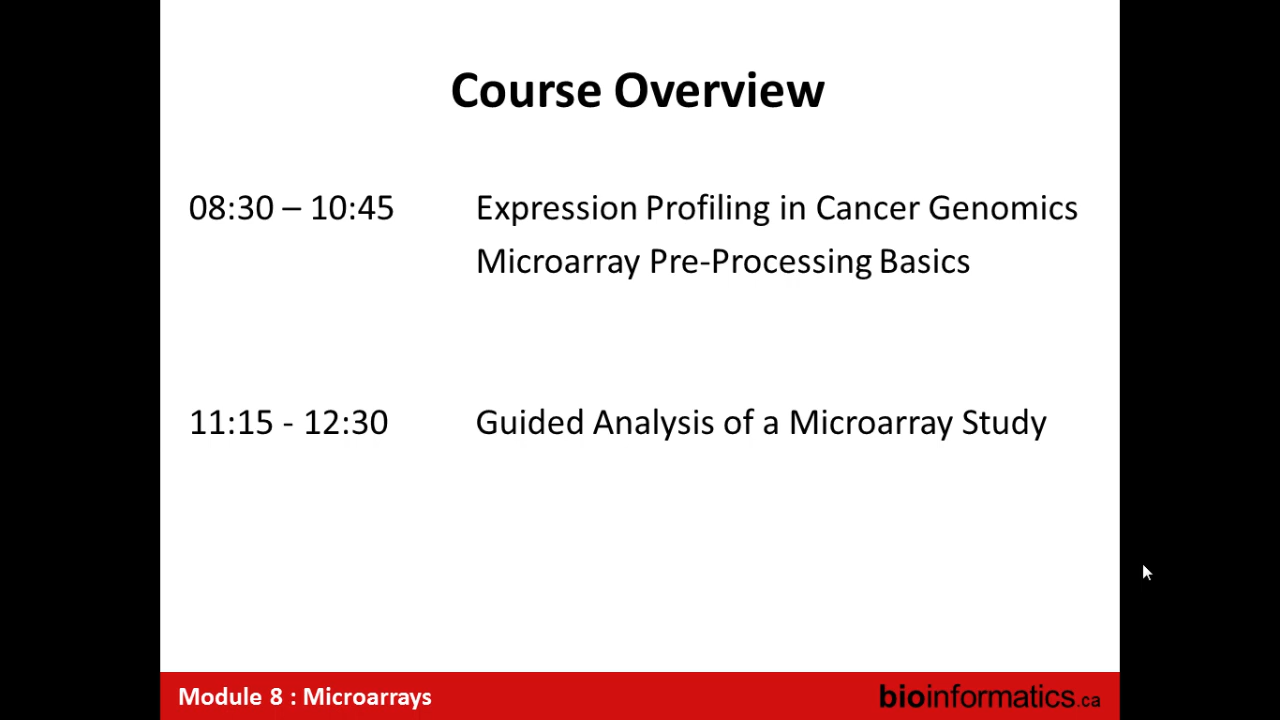 Course Overview
08:30 – 10:45 Expression Profiling in Cancer Genomics
Microarray Pre-Processing Basics
11:15 - 12:30 Guided Analysis of a Microarray Study
Module 8 : Microarrays bioinformatics.ca